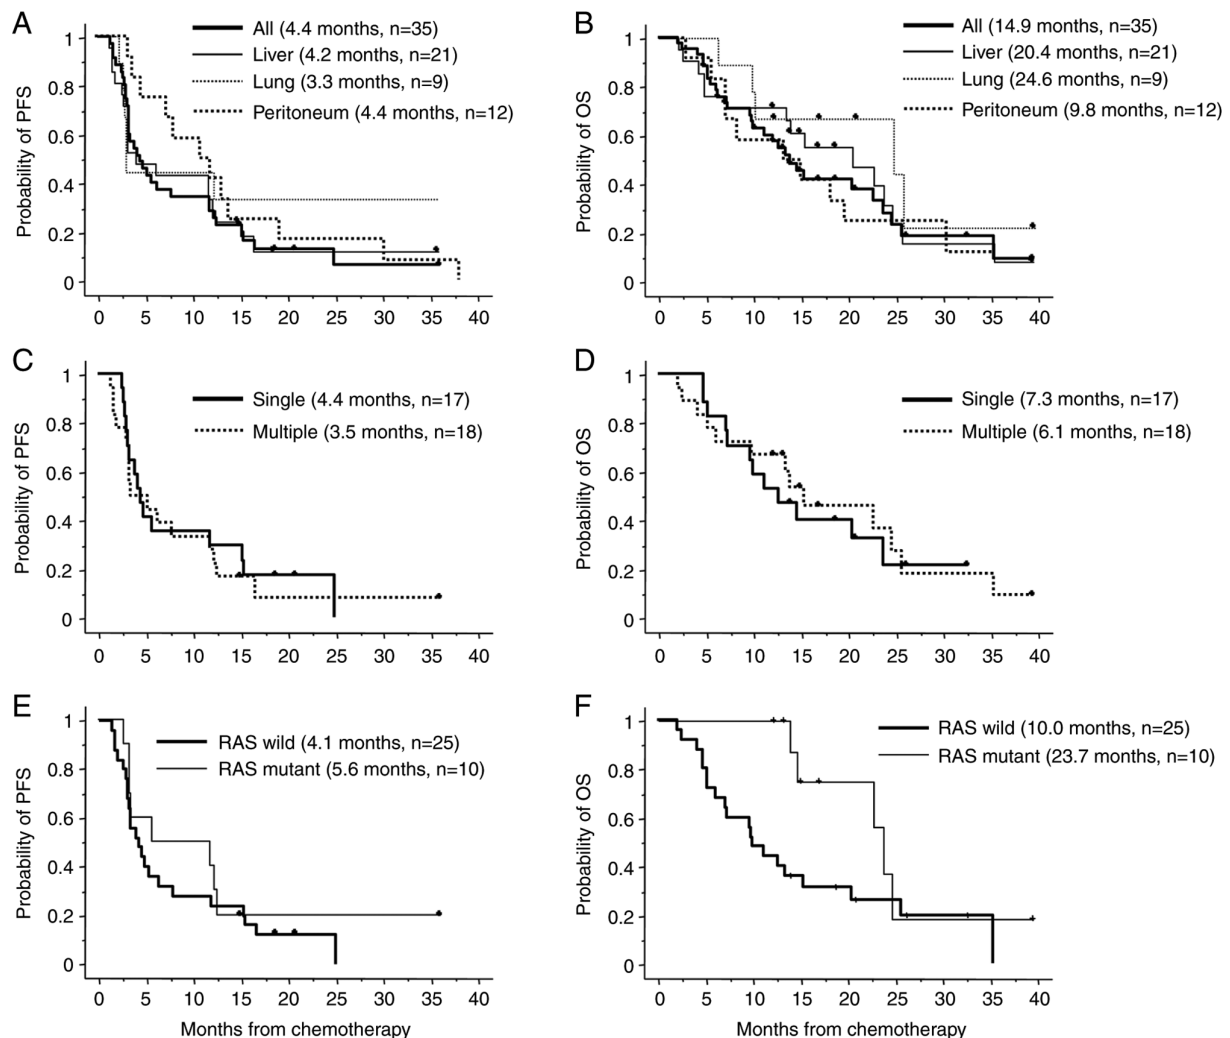 A
All (4.4 months, n=35)
Liver (4.2 months, n=21)
Lung (3.3 months, n=9)
Peritoneum (4.4 months, n=12)
Probability of PFS
1
0.8
0.6
0.4
0.2
0
0 5 10 15 20 25 30 35 40
B
All (14.9 months, n=35)
Liver (20.4 months, n=21)
Lung (24.6 months, n=9)
Peritoneum (9.8 months, n=12)
Probability of OS
1
0.8
0.6
0.4
0.2
0
0 5 10 15 20 25 30 35 40
C
Single (4.4 months, n=17)
Multiple (3.5 months, n=18)
Probability of PFS
1
0.8
0.6
0.4
0.2
0
0 5 10 15 20 25 30 35 40
D
Single (7.3 months, n=17)
Multiple (6.1 months, n=18)
Probability of OS
1
0.8
0.6
0.4
0.2
0
0 5 10 15 20 25 30 35 40
E
RAS wild (4.1 months, n=25)
RAS mutant (5.6 months, n=10)
Probability of PFS
1
0.8
0.6
0.4
0.2
0
0 5 10 15 20 25 30 35 40
Months from chemotherapy
F
RAS wild (10.0 months, n=25)
RAS mutant (23.7 months, n=10)
Probability of OS
1
0.8
0.6
0.4
0.2
0
0 5 10 15 20 25 30 35 40
Months from chemotherapy